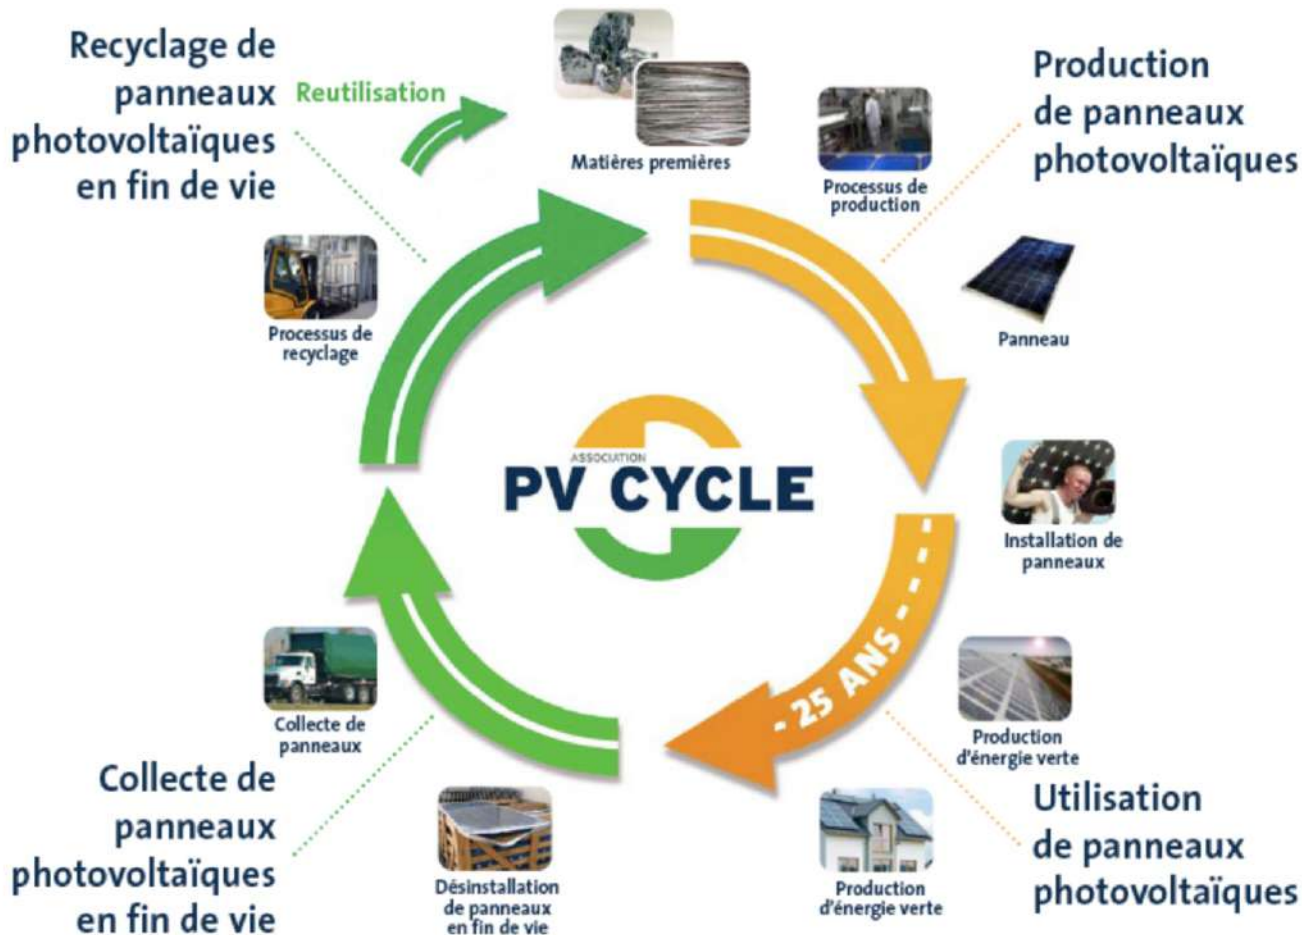 Recyclage de
panneaux
photovoltaïques
en fin de vie
Reutilisation
Matières premières
Processus de
production
Production
de panneaux
photovoltaïques
Panneau
Processus de
recyclage
ASSOCIATION
PV CYCLE
Installation de
panneaux
- 25 ANS - - - -
Collecte de
panneaux
Production
d'énergie verte
Collecte de
panneaux
photovoltaïques
en fin de vie
Désinstallation
de panneaux
en fin de vie
Production
d'énergie verte
Utilisation
de panneaux
photovoltaïques